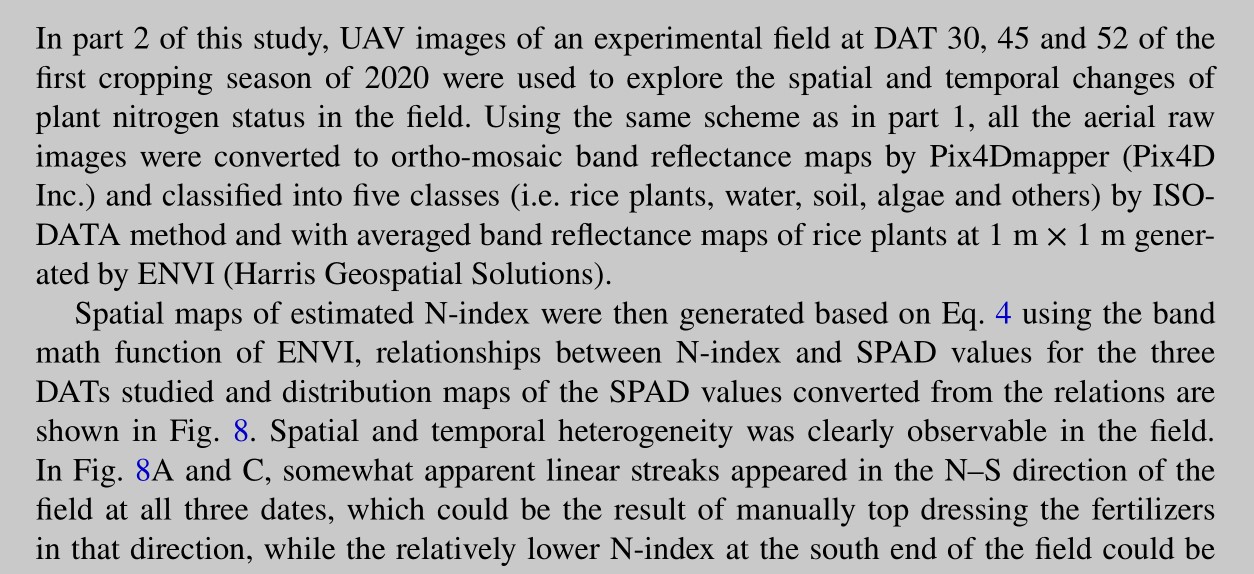 In part 2 of this study, UAV images of an experimental field at DAT 30, 45 and 52 of the
first cropping season of 2020 were used to explore the spatial and temporal changes of
plant nitrogen status in the field. Using the same scheme as in part 1, all the aerial raw
images were converted to ortho-mosaic band reflectance maps by Pix4Dmapper (Pix4D
Inc.) and classified into five classes (i.e. rice plants, water, soil, algae and others) by ISO-
DATA method and with averaged band reflectance maps of rice plants at 1 m × 1 m gener-
ated by ENVI (Harris Geospatial Solutions).
Spatial maps of estimated N-index were then generated based on Eq. 4 using the band
math function of ENVI, relationships between N-index and SPAD values for the three
DATs studied and distribution maps of the SPAD values converted from the relations are
shown in Fig. 8. Spatial and temporal heterogeneity was clearly observable in the field.
In Fig. 8A and C, somewhat apparent linear streaks appeared in the N–S direction of the
field at all three dates, which could be the result of manually top dressing the fertilizers
in that direction, while the relatively lower N-index at the south end of the field could be